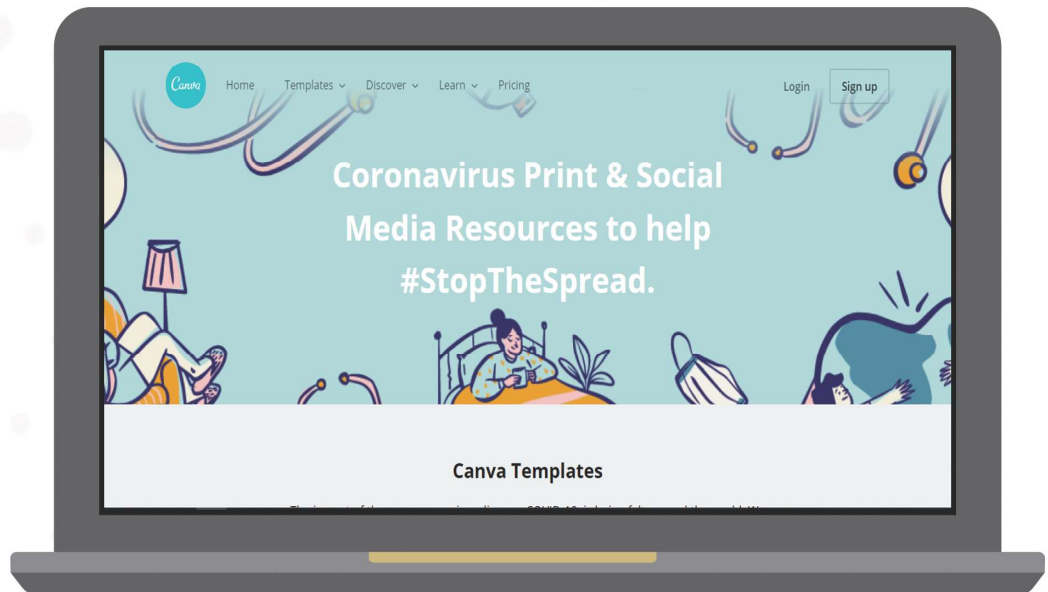 Canva Home Templates Discover Learn Pricing Login Sign up
Coronavirus Print & Social
Media Resources to help
#StopTheSpread.
Canva Templates